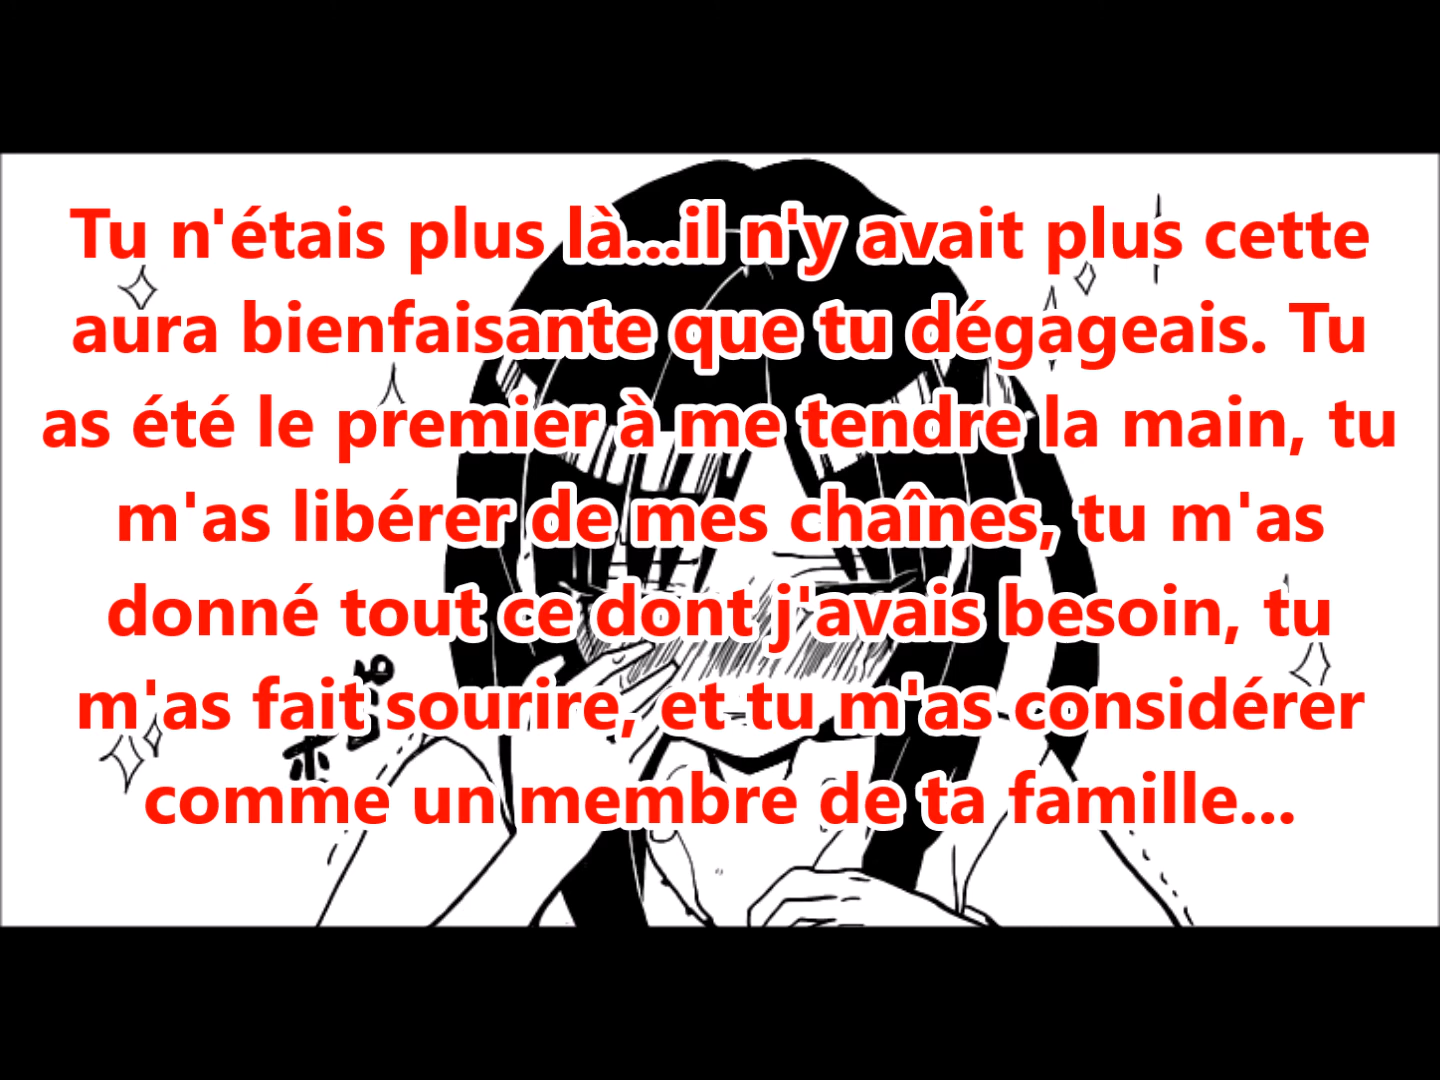 Tu n'étais plus là...il n'y avait plus cette
aura bienfaisante que tu dégageais. Tu
as été le premier à me tendre la main, tu
m'as libérer de mes chaînes, tu m'as
donné tout ce dont j'avais besoin, tu
m'as fait sourire, et tu m'as considérer
comme un membre de ta famille...